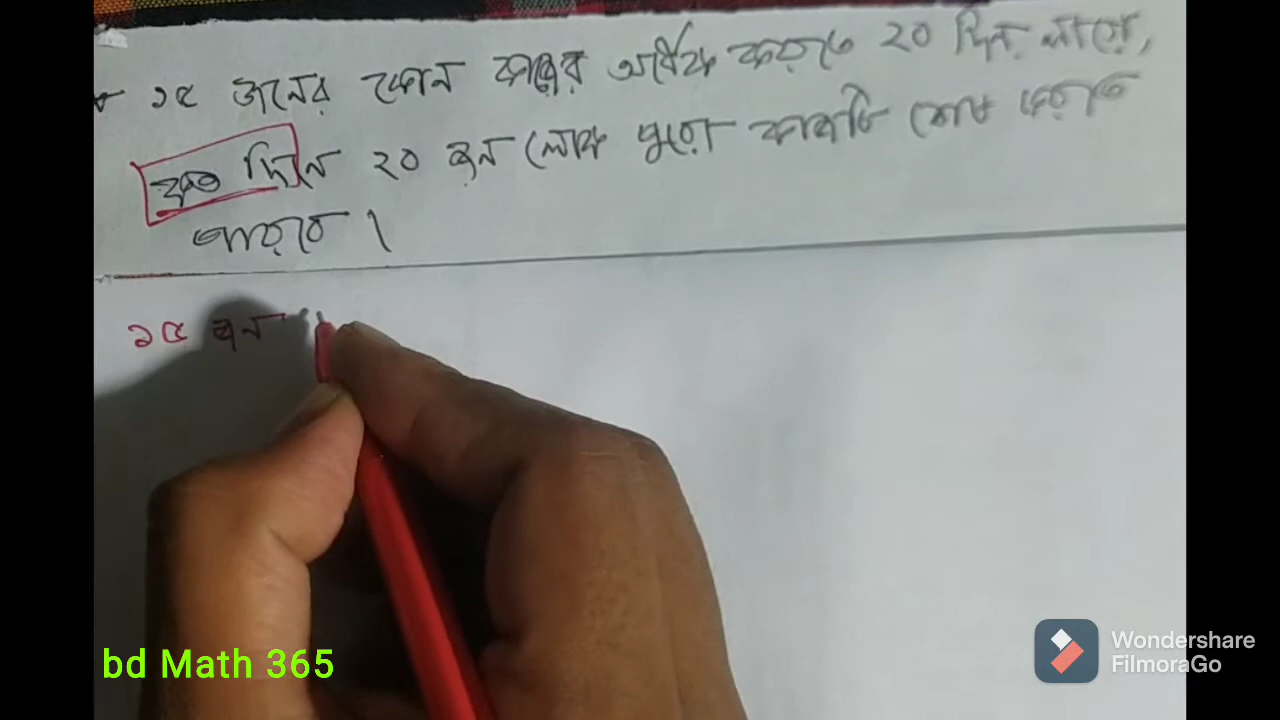 ১৫ জনের কোন কাজের অর্ধেক করতে ২০ দিন লাগে,
কত দিনে ২০ জন লোক পুরো কাজটি শেষ করতে
পারবে।
১৫ জন
bd Math 365
Wondershare
FilmoraGo